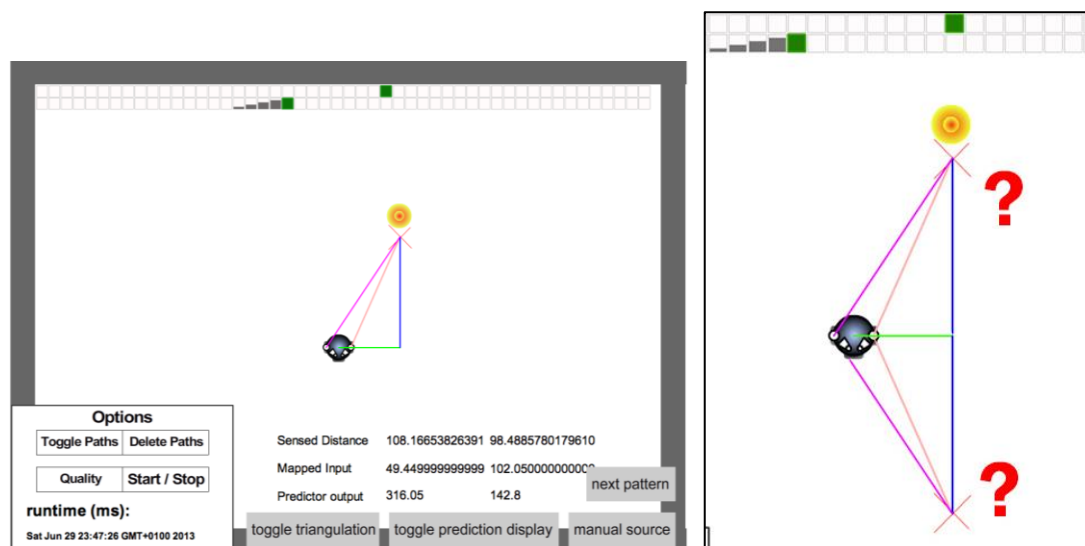 Options
Toggle Paths Delete Paths
Quality Start / Stop
runtime (ms):
Sat Jun 29 23:47:26 GMT+0100 2013
Sensed Distance 108.16653826391 98.4885780179610
Mapped Input 49.449999999999 102.050000000000
Predictor output 316.05 142.8
next pattern
toggle triangulation toggle prediction display manual source
?
?